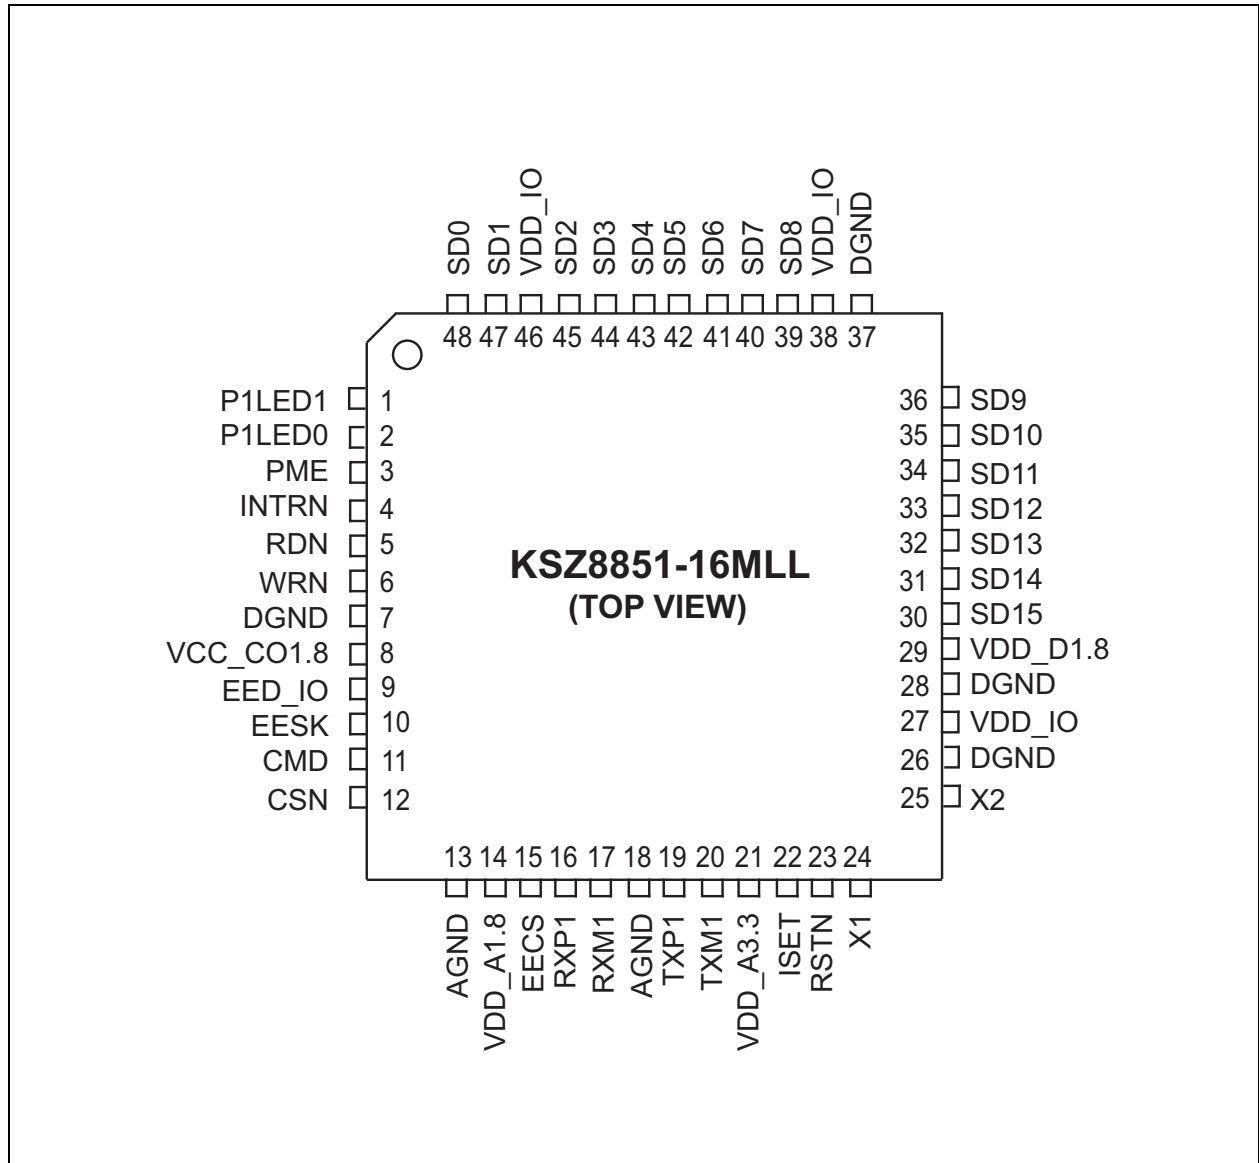 SD0
SD1
VDD_IO
SD2
SD3
SD4
SD5
SD6
SD7
SD8
VDD_IO
DGND
48 47 46 45 44 43 42 41 40 39 38 37
P1LED1 1
P1LED0 2
PME 3
INTRN 4
RDN 5
WRN 6
DGND 7
VCC_CO1.8 8
EED_IO 9
EESK 10
CMD 11
CSN 12
KSZ8851-16MLL
(TOP VIEW)
36 SD9
35 SD10
34 SD11
33 SD12
32 SD13
31 SD14
30 SD15
29 VDD_D1.8
28 DGND
27 VDD_IO
26 DGND
25 X2
13 14 15 16 17 18 19 20 21 22 23 24
AGND
VDD_A1.8
EECS
RXP1
RXM1
AGND
TXP1
TXM1
VDD_A3.3
ISET
RSTN
X1